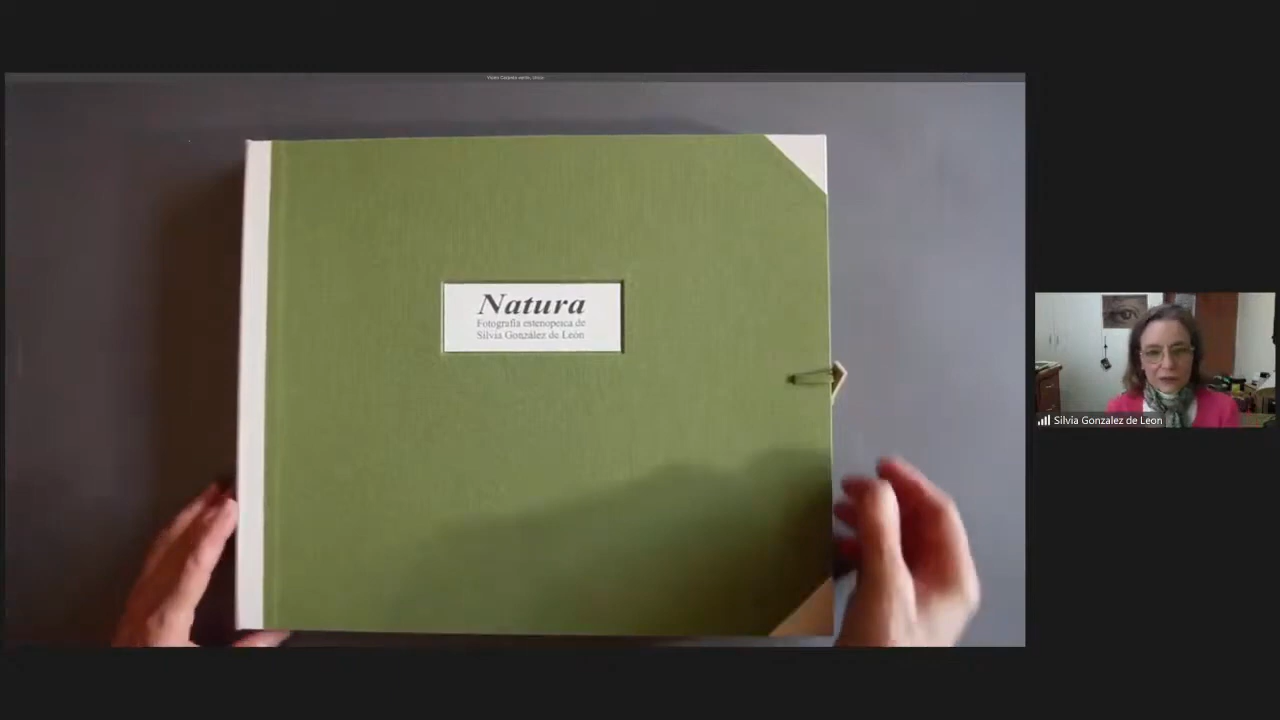 Natura
Fotografía estenopeica de
Silvia González de León
Silvia Gonzalez de Leon